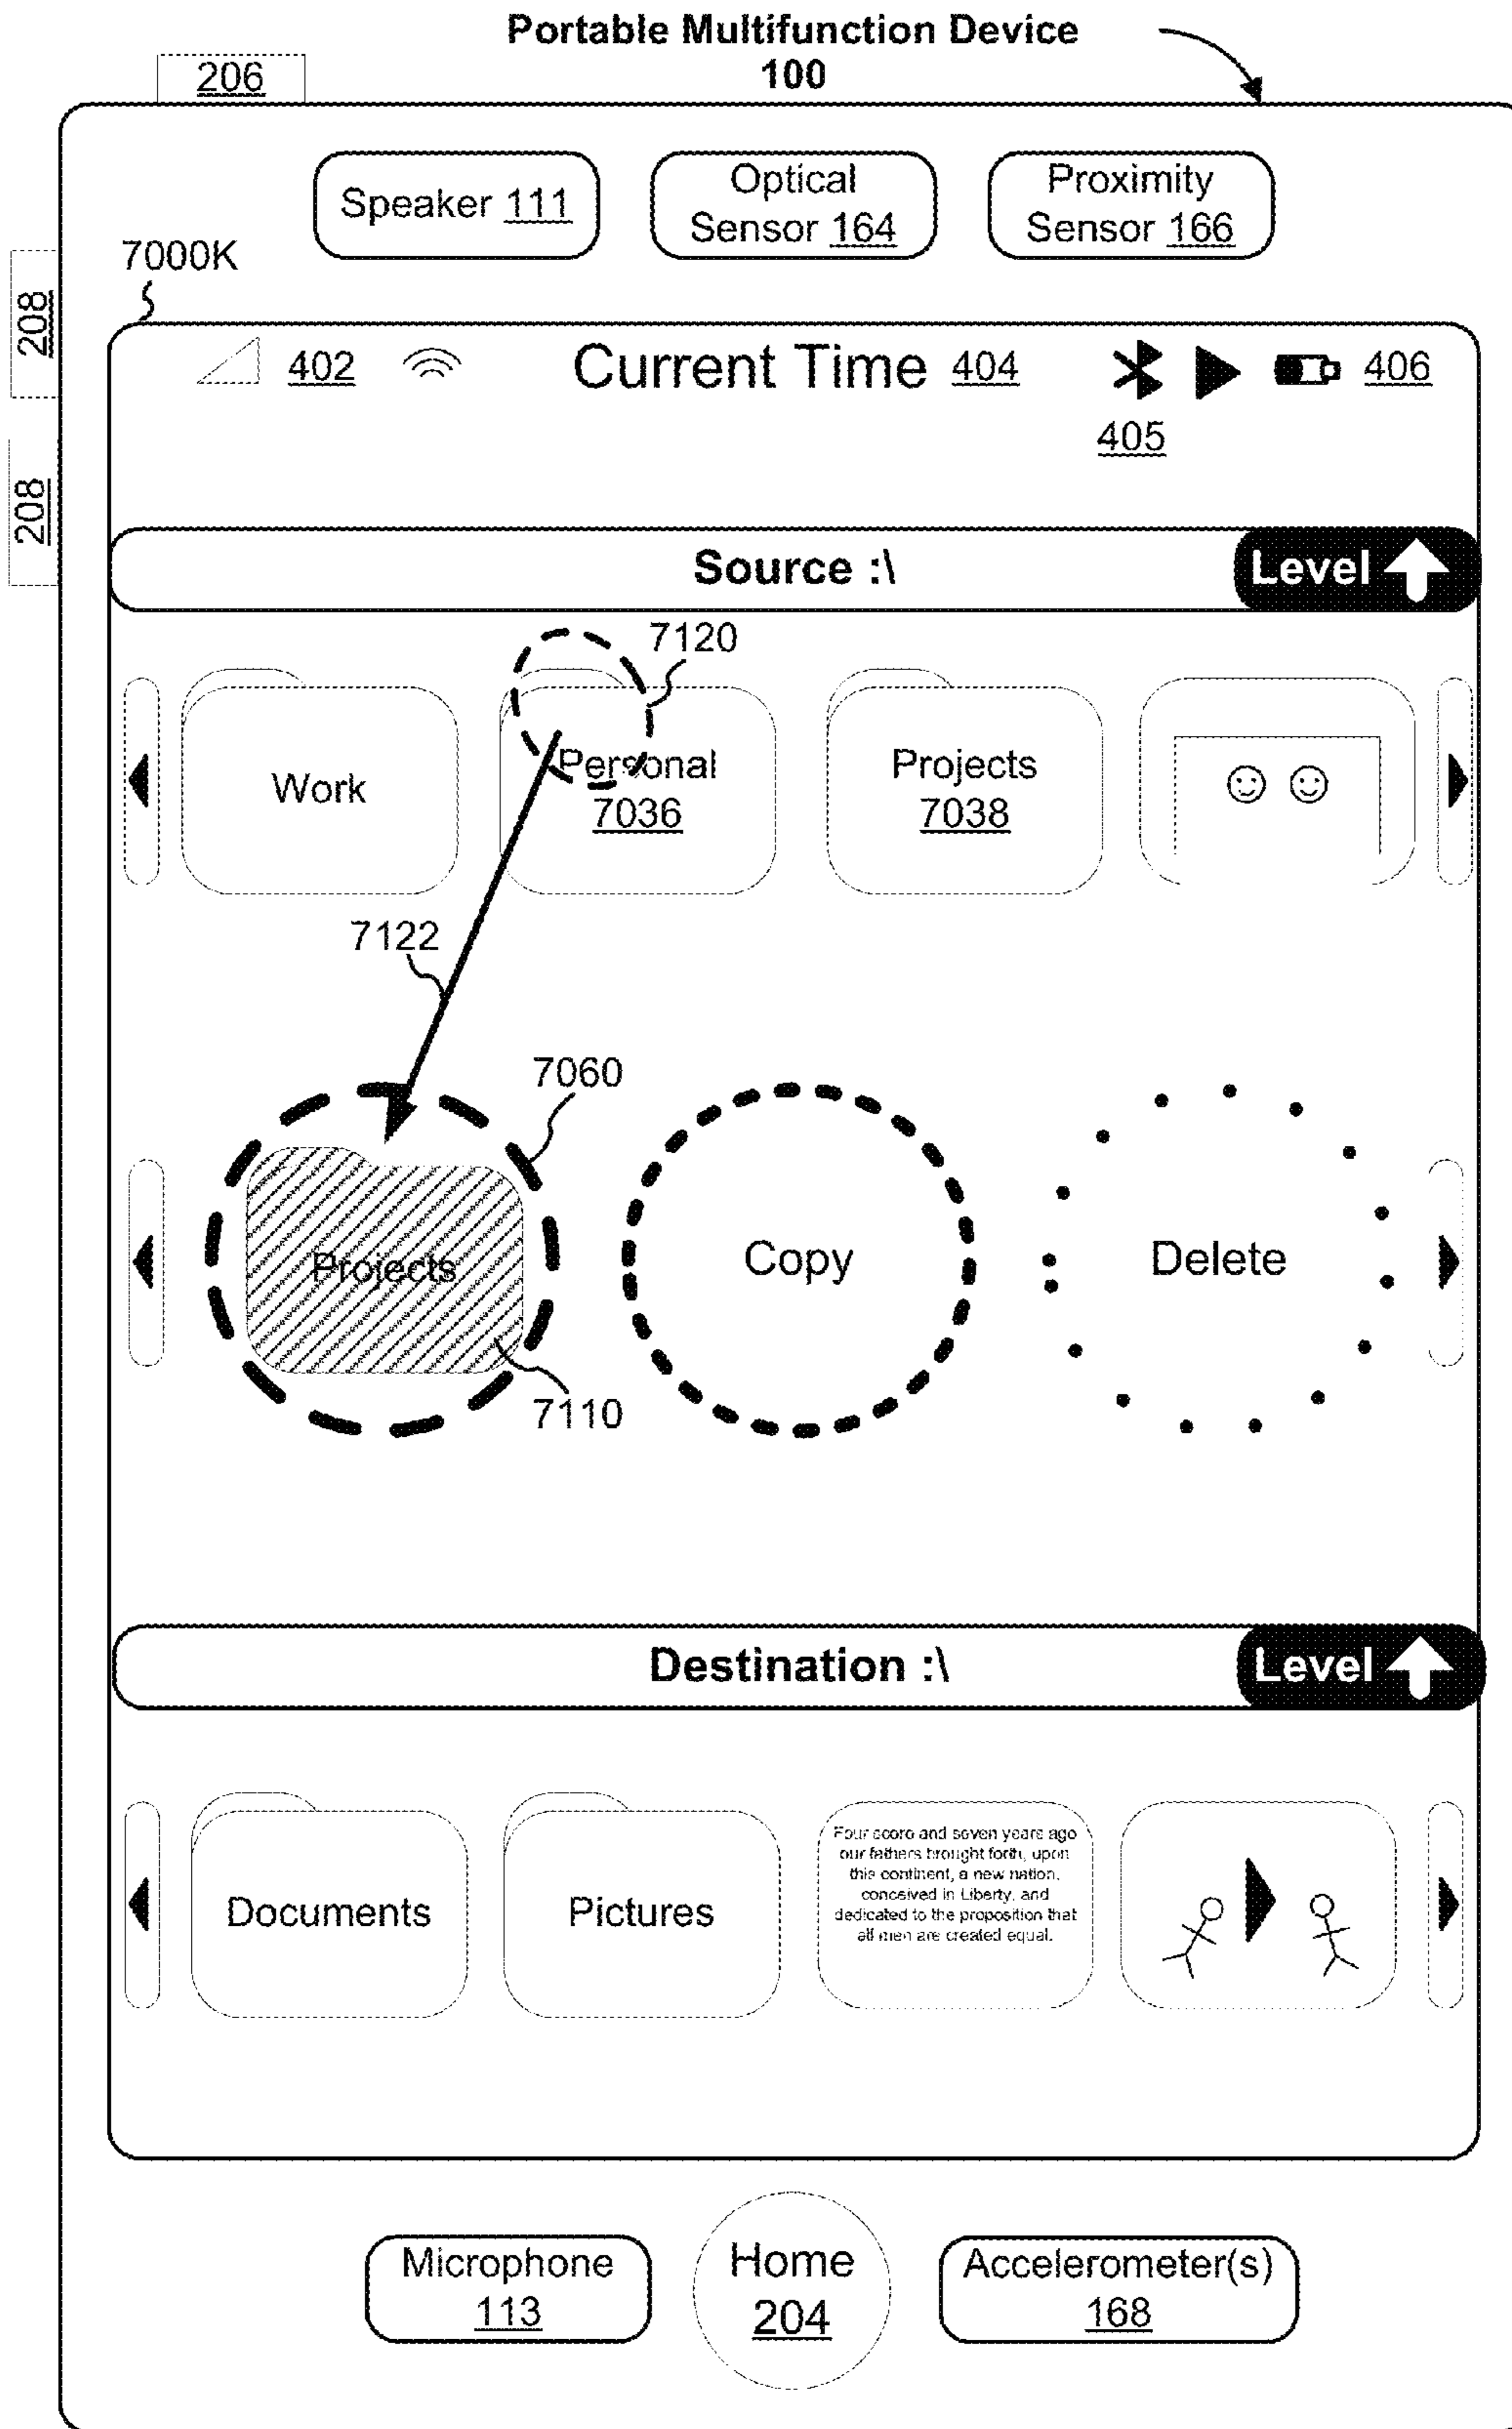 Portable Multifunction Device
100
206
Speaker 111
Optical
Sensor 164
Proximity
Sensor 166
7000K
208
208
402
Current Time 404
406
405
Source :\
Level
7120
Work
Personal
7036
Projects
7038
7122
7060
Projects
Copy
Delete
7110
Destination :\
Level
Documents
Pictures
Four score and seven years ago
our fathers brought forth, upon
this continent, a new nation,
conceived in Liberty, and
dedicated to the proposition that
all men are created equal.
Microphone
113
Home
204
Accelerometer(s)
168